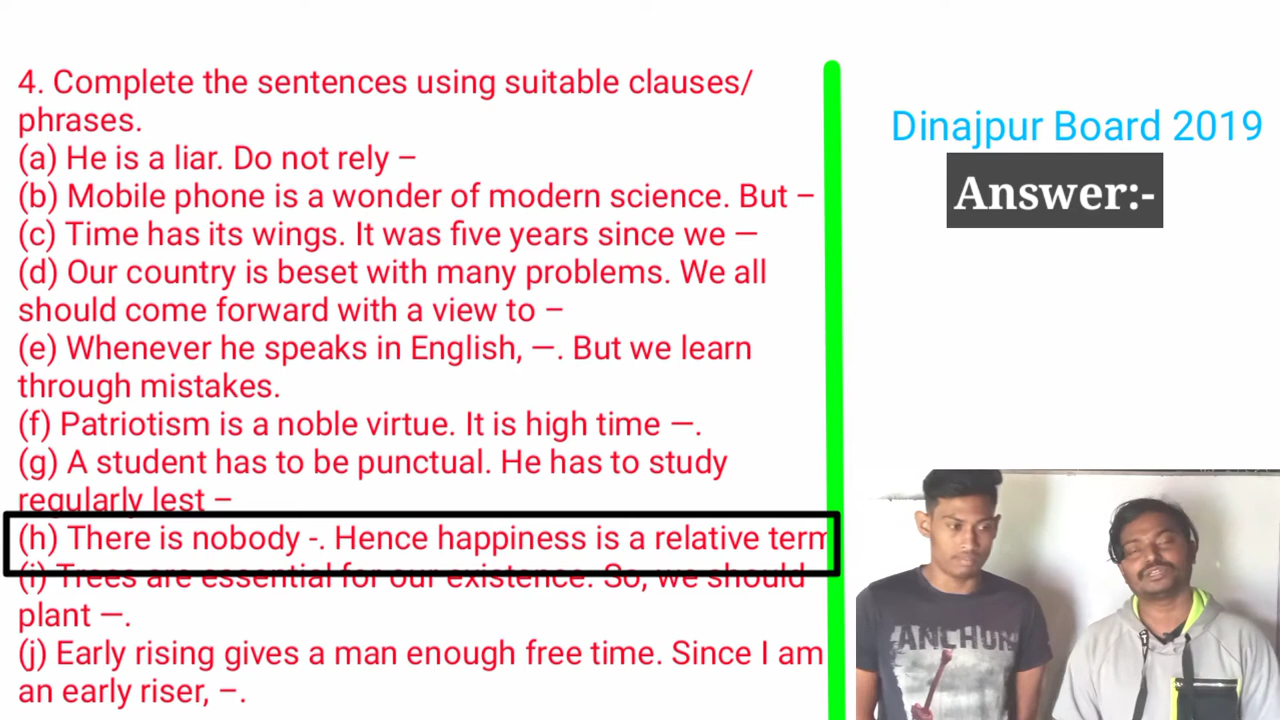 4. Complete the sentences using suitable clauses/
phrases.
(a) He is a liar. Do not rely –
(b) Mobile phone is a wonder of modern science. But –
(c) Time has its wings. It was five years since we —
(d) Our country is beset with many problems. We all
should come forward with a view to –
(e) Whenever he speaks in English, —. But we learn
through mistakes.
(f) Patriotism is a noble virtue. It is high time —.
(g) A student has to be punctual. He has to study
regularly lest –
(h) There is nobody -. Hence happiness is a relative term
(i) Trees are essential for our existence. So, we should
plant —.
(j) Early rising gives a man enough free time. Since I am
an early riser, –.
Dinajpur Board 2019
Answer:-
ANCHOR